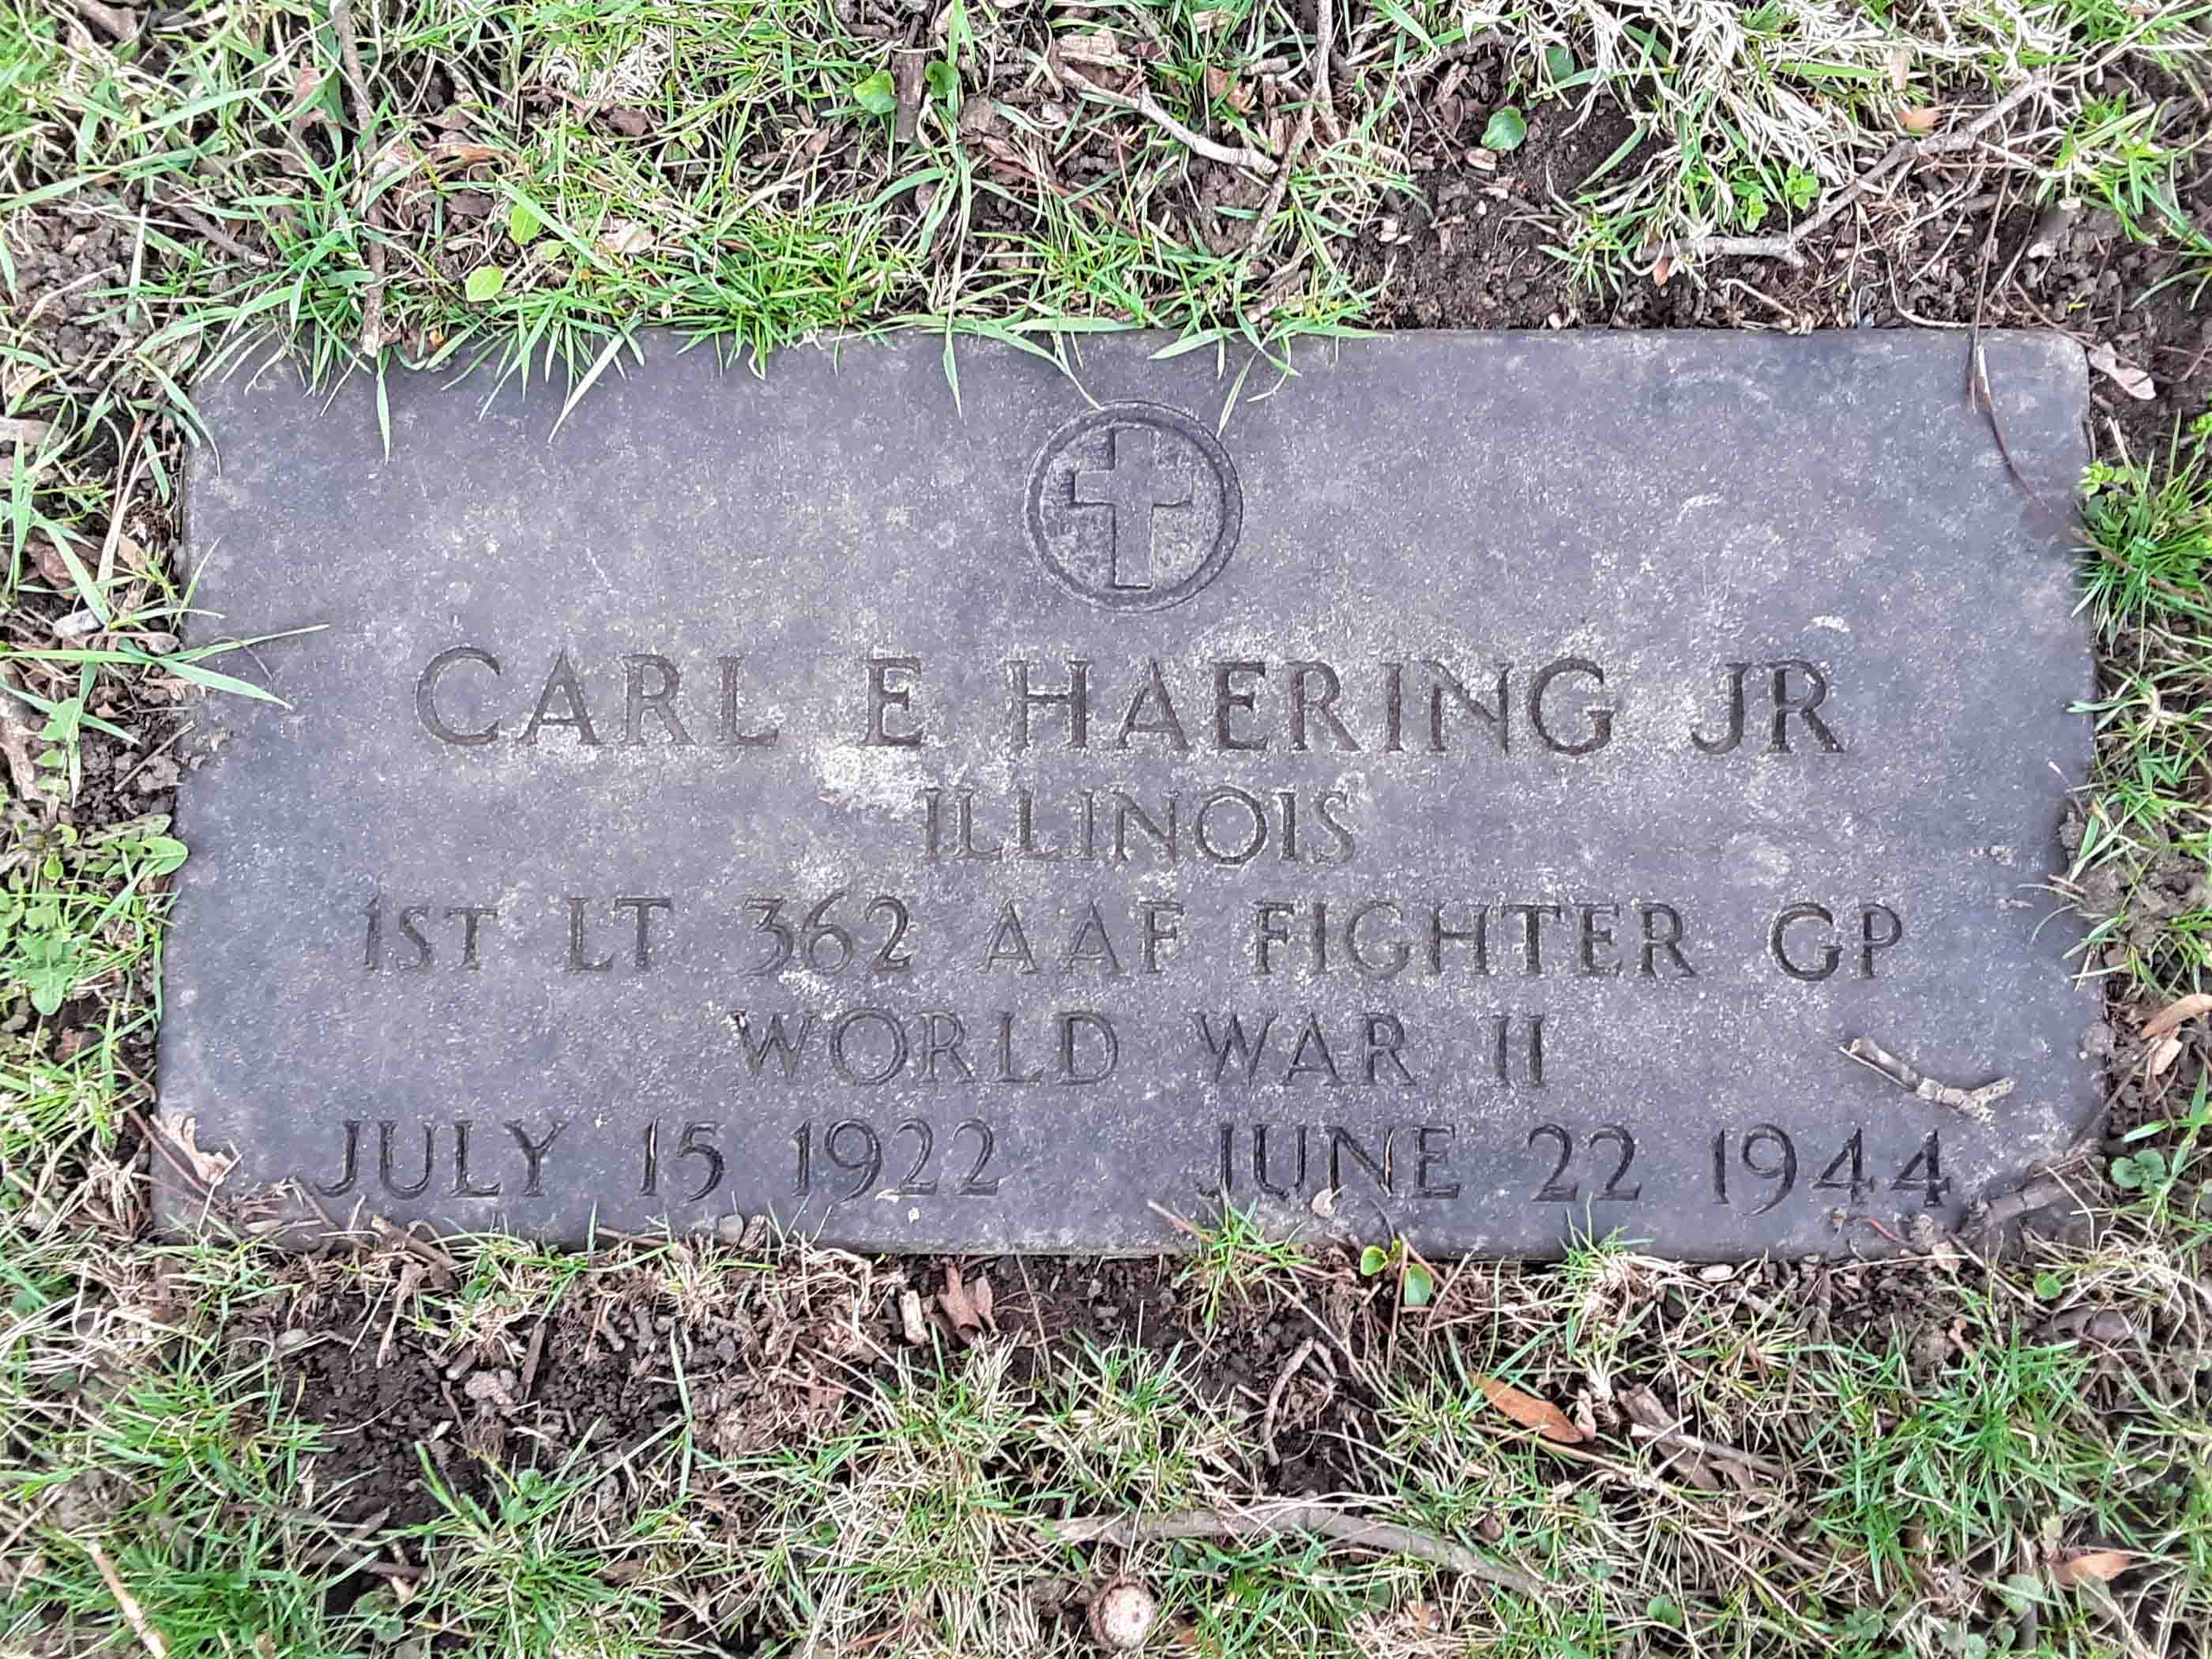 CARL E HAERING JR
ILLINOIS
1ST LT 362 AAF FIGHTER GP
WORLD WAR II
JULY 15 1922 JUNE 22 1944